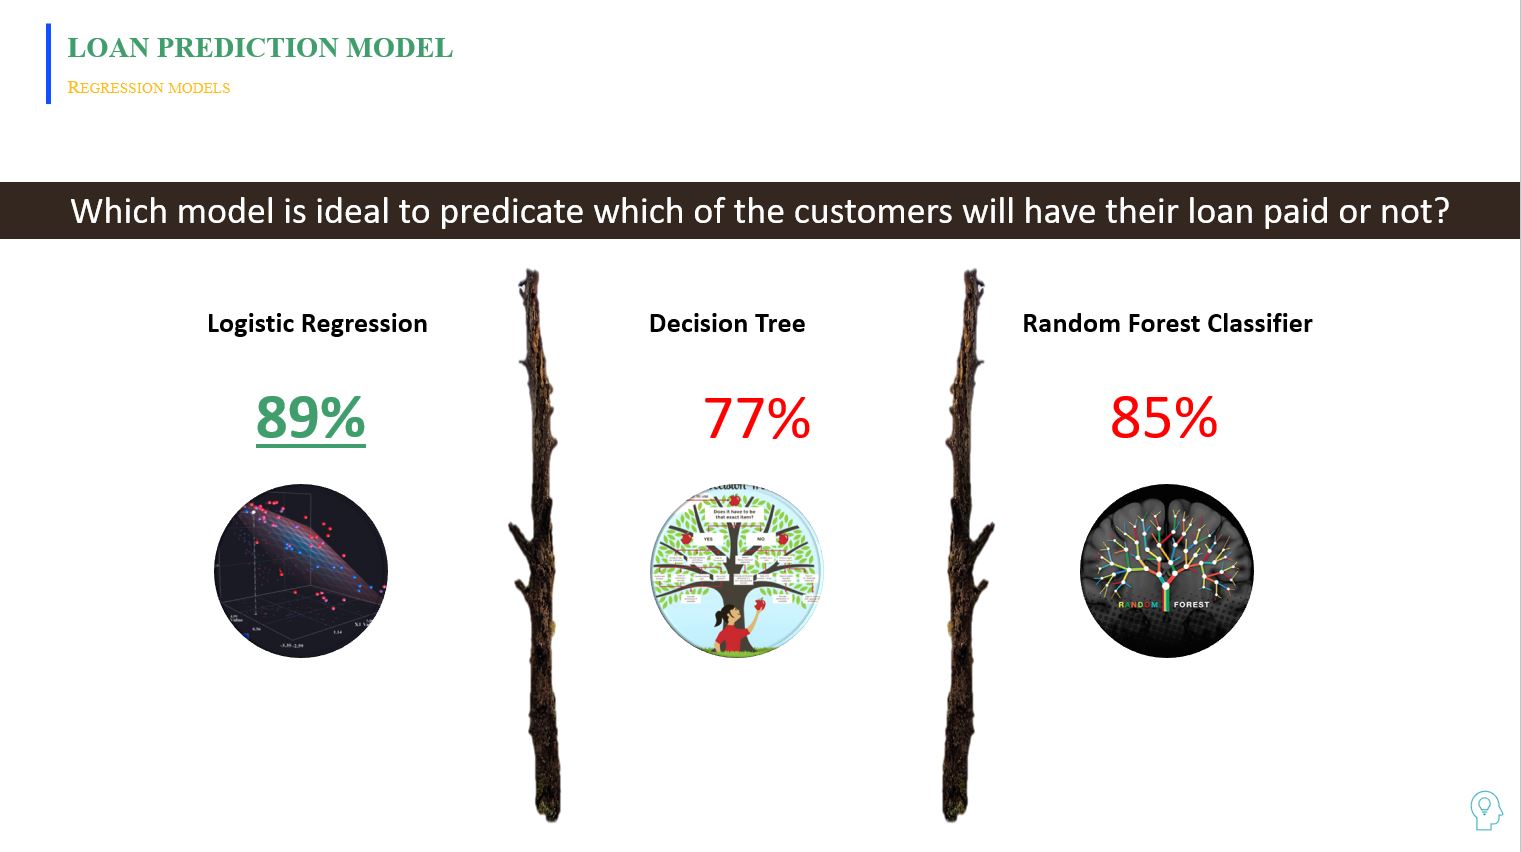 LOAN PREDICTION MODEL
REGRESSION MODELS
Which model is ideal to predicate which of the customers will have their loan paid or not?
Logistic Regression
Decision Tree
Random Forest Classifier
89%
77%
85%
Does it have to be
that exact item?
YES
NO
RANDOM FOREST